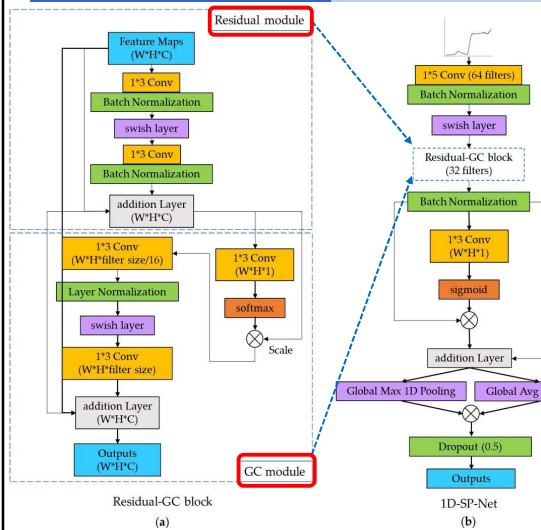 Residual module
Feature Maps
(W*H*C)
1*3 Conv
Batch Normalization
swish layer
1*3 Conv
Batch Normalization
addition Layer
(W*H*C)
1*3 Conv
(W*H*filter size/16)
1*3 Conv
(W*H*1)
Layer Normalization
softmax
swish layer
Scale
1*3 Conv
(W*H*filter size)
addition Layer
(W*H*C)
Outputs
(W*H*C)
GC module
Residual-GC block
(a)
1*5 Conv (64 filters)
Batch Normalization
swish layer
Residual-GC block
(32 filters)
Batch Normalization
1*3 Conv
(W*H*1)
sigmoid
addition Layer
Global Max 1D Pooling
Global Avg
Dropout (0.5)
Outputs
1D-SP-Net
(b)